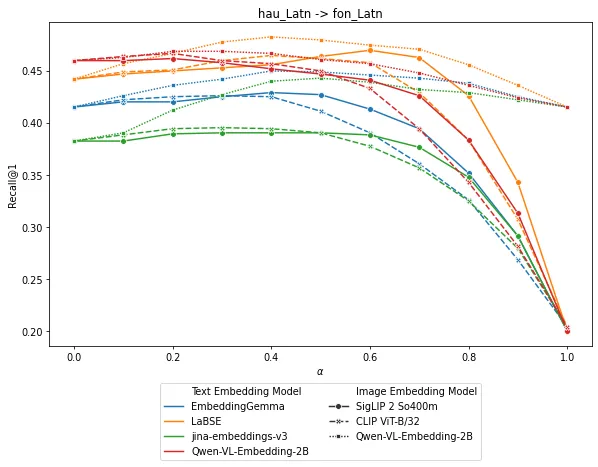 hau_Latn -> fon_Latn
Recall@1
0.45
0.40
0.35
0.30
0.25
0.20
0.0 0.2 0.4 0.6 0.8 1.0
α
Text Embedding Model Image Embedding Model
EmbeddingGemma SigLIP 2 So400m
LaBSE CLIP ViT-B/32
jina-embeddings-v3 Qwen-VL-Embedding-2B
Qwen-VL-Embedding-2B